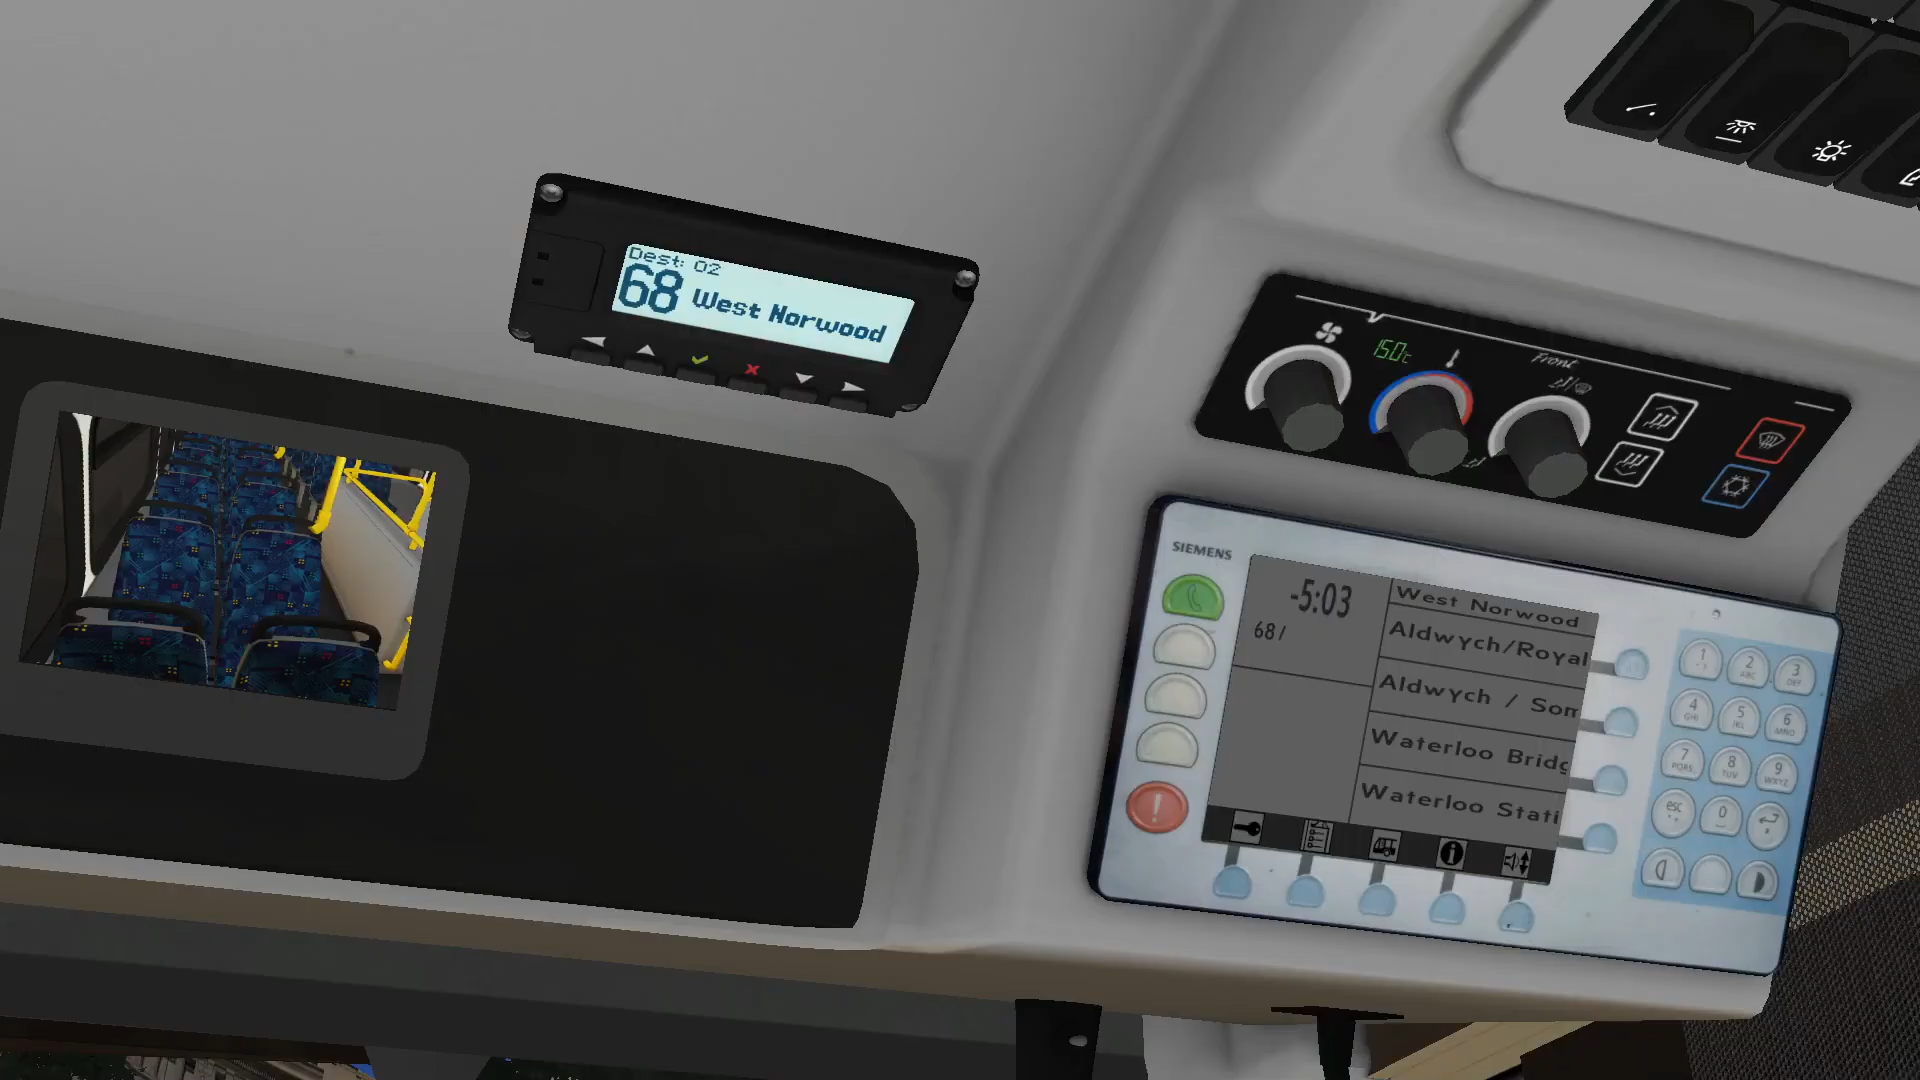 Dest: 02
68 West Norwood
150°C
Front
SIEMENS
-5:03
68/
West Norwood
Aldwych/Royal
Aldwych / Som
Waterloo Bridg
Waterloo Stati
1
2 ABC
3 DEF
4 GHI
5 JKL
6 MNO
7 PQRS
8 TUV
9 WXYZ
esc
0